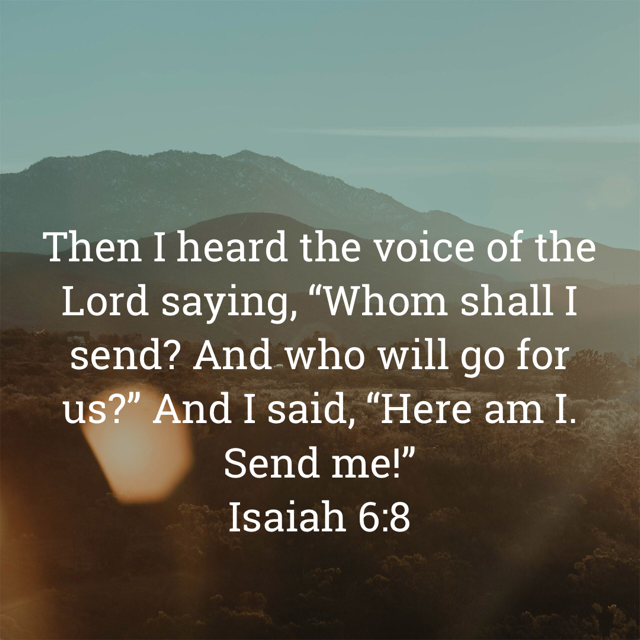 Then I heard the voice of the
Lord saying, “Whom shall I
send? And who will go for
us?” And I said, “Here am I.
Send me!”
Isaiah 6:8